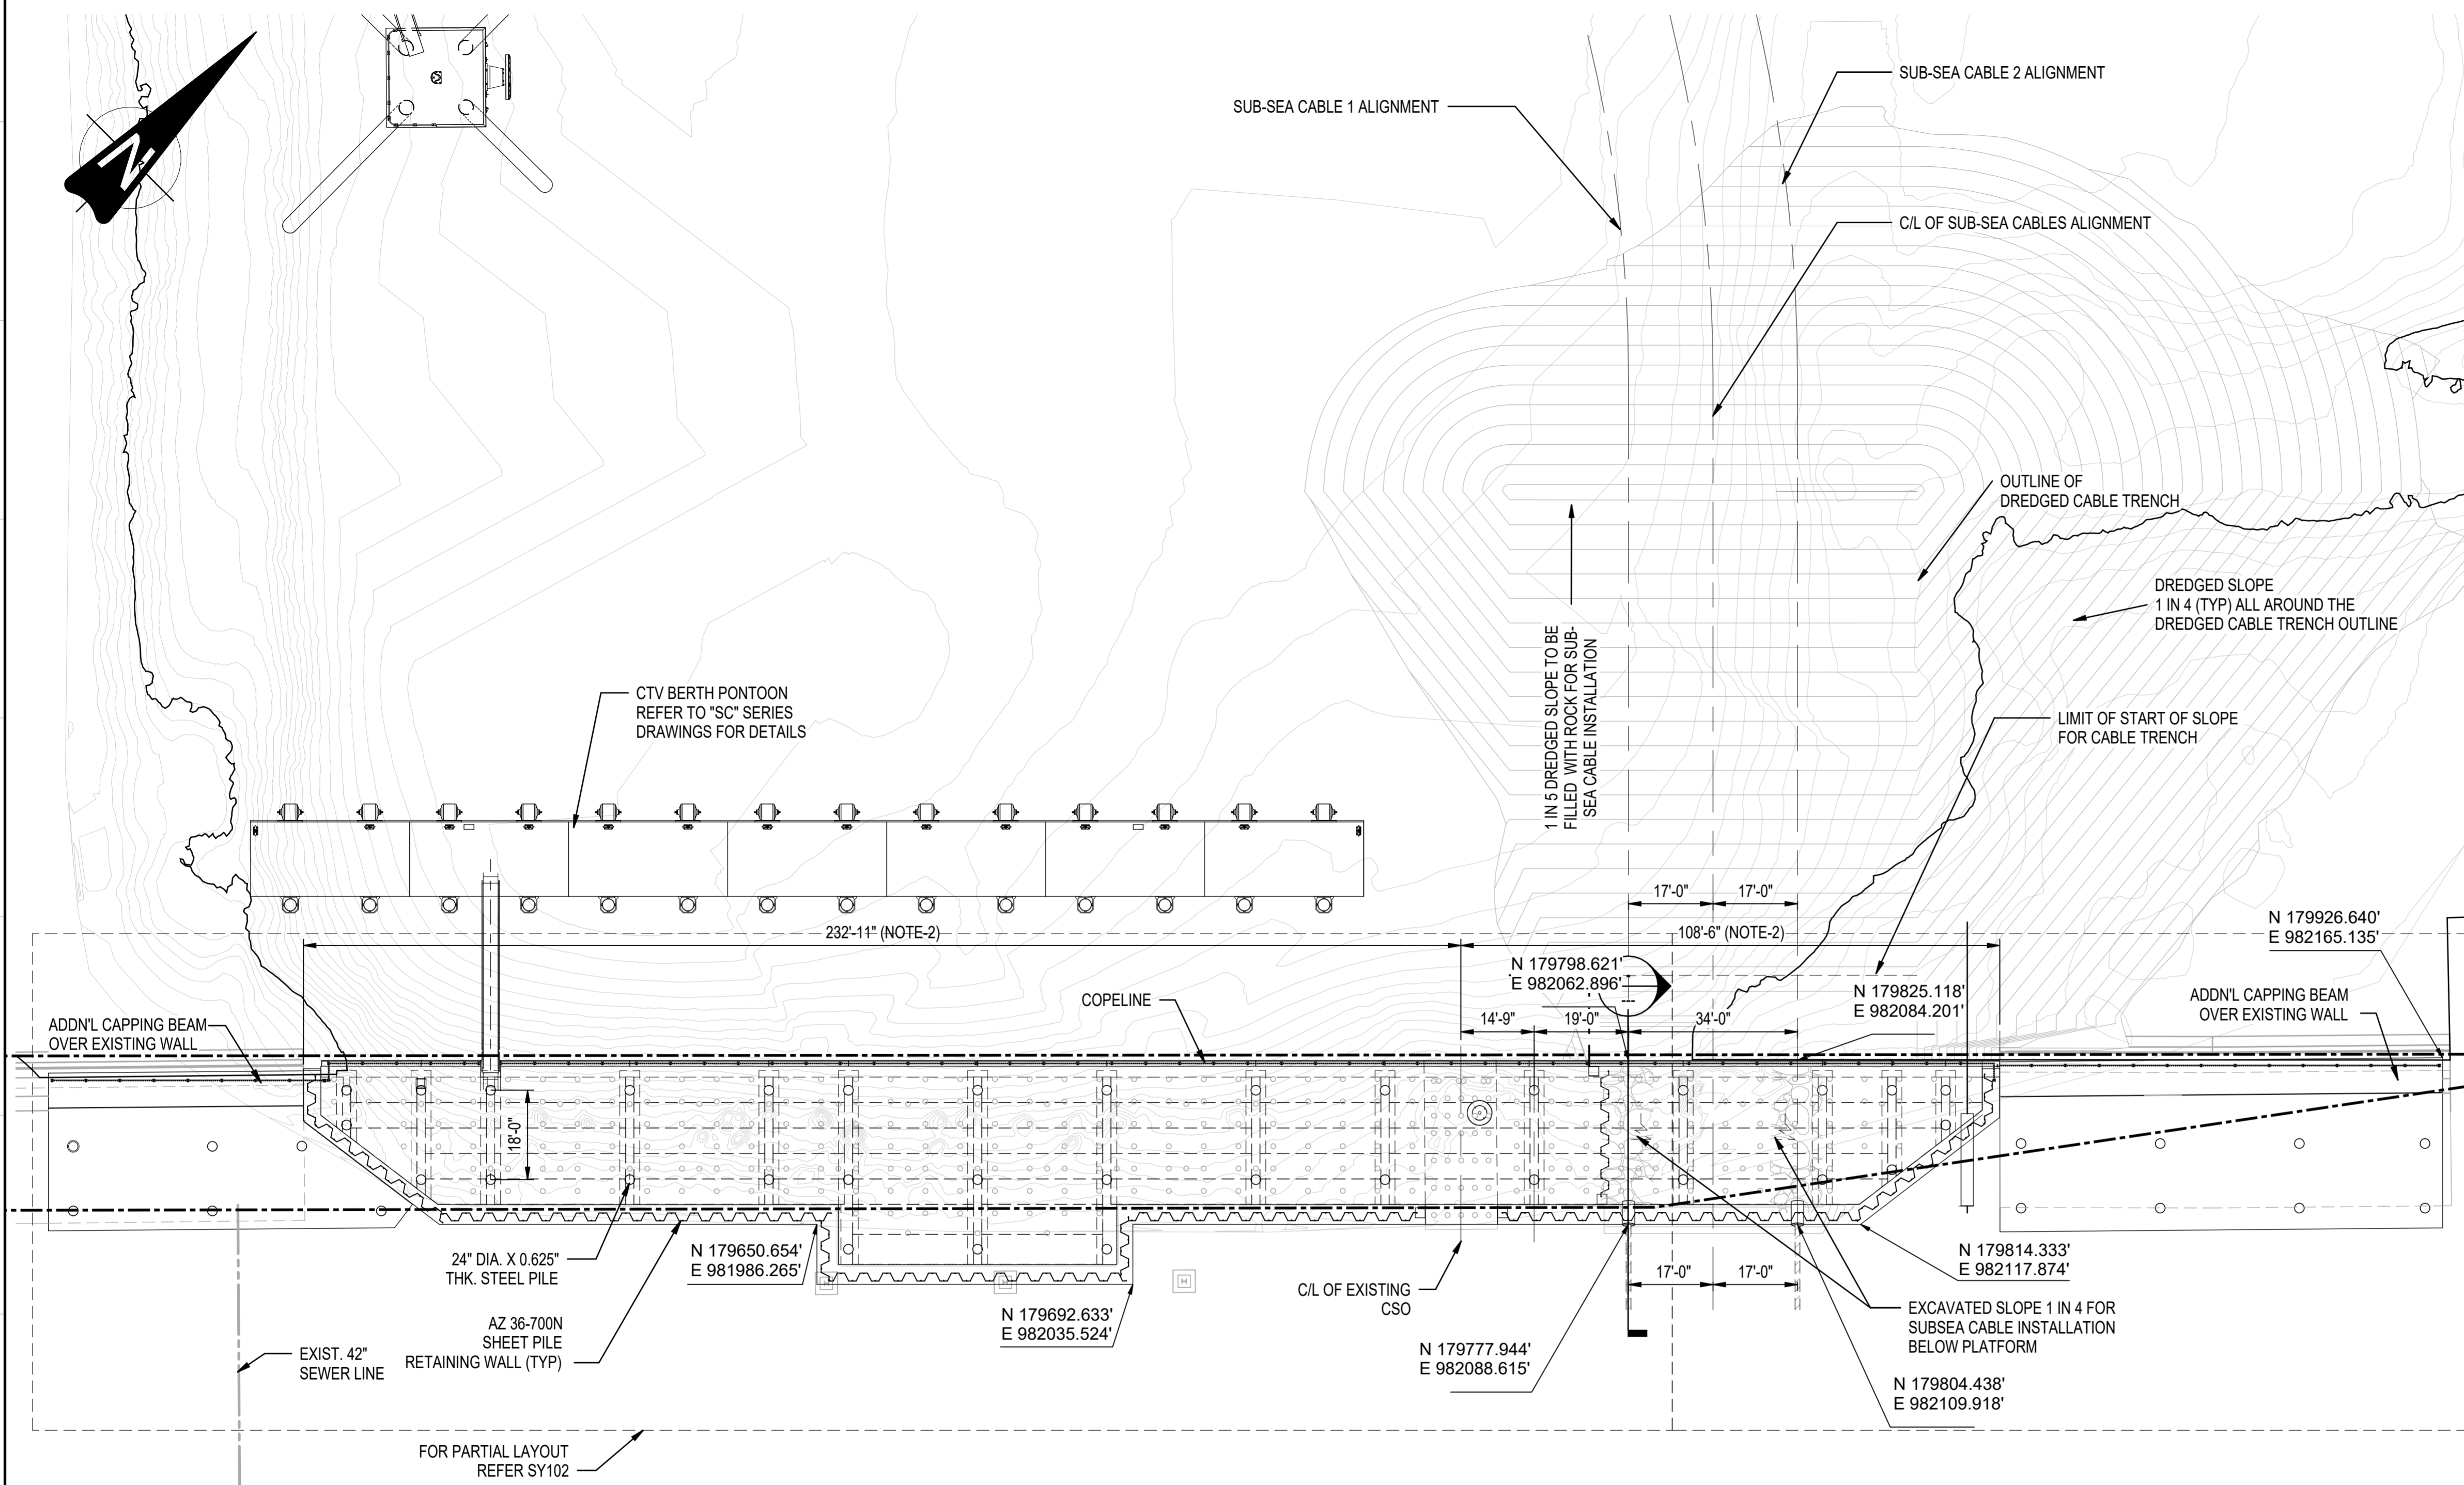 SUB-SEA CABLE 2 ALIGNMENT
SUB-SEA CABLE 1 ALIGNMENT
N
C/L OF SUB-SEA CABLES ALIGNMENT
OUTLINE OF
DREDGED CABLE TRENCH
DREDGED SLOPE
1 IN 4 (TYP) ALL AROUND THE
DREDGED CABLE TRENCH OUTLINE
1 IN 5 DREDGED SLOPE TO BE
FILLED WITH ROCK FOR SUB-
SEA CABLE INSTALLATION
CTV BERTH PONTOON
REFER TO "SC" SERIES
DRAWINGS FOR DETAILS
LIMIT OF START OF SLOPE
FOR CABLE TRENCH
17'-0"
17'-0"
232'-11" (NOTE-2)
108'-6" (NOTE-2)
N 179926.640'
E 982165.135'
N 179798.621'
E 982062.896'
N 179825.118'
E 982084.201'
COPELINE
ADDN'L CAPPING BEAM
OVER EXISTING WALL
14'-9"
19'-0"
34'-0"
ADDN'L CAPPING BEAM
OVER EXISTING WALL
18'-0"
24" DIA. X 0.625"
THK. STEEL PILE
N 179650.654'
E 981986.265'
H
N 179692.633'
E 982035.524'
C/L OF EXISTING
CSO
17'-0"
17'-0"
N 179814.333'
E 982117.874'
AZ 36-700N
SHEET PILE
RETAINING WALL (TYP)
EXIST. 42"
SEWER LINE
N 179777.944'
E 982088.615'
EXCAVATED SLOPE 1 IN 4 FOR
SUBSEA CABLE INSTALLATION
BELOW PLATFORM
N 179804.438'
E 982109.918'
FOR PARTIAL LAYOUT
REFER SY102